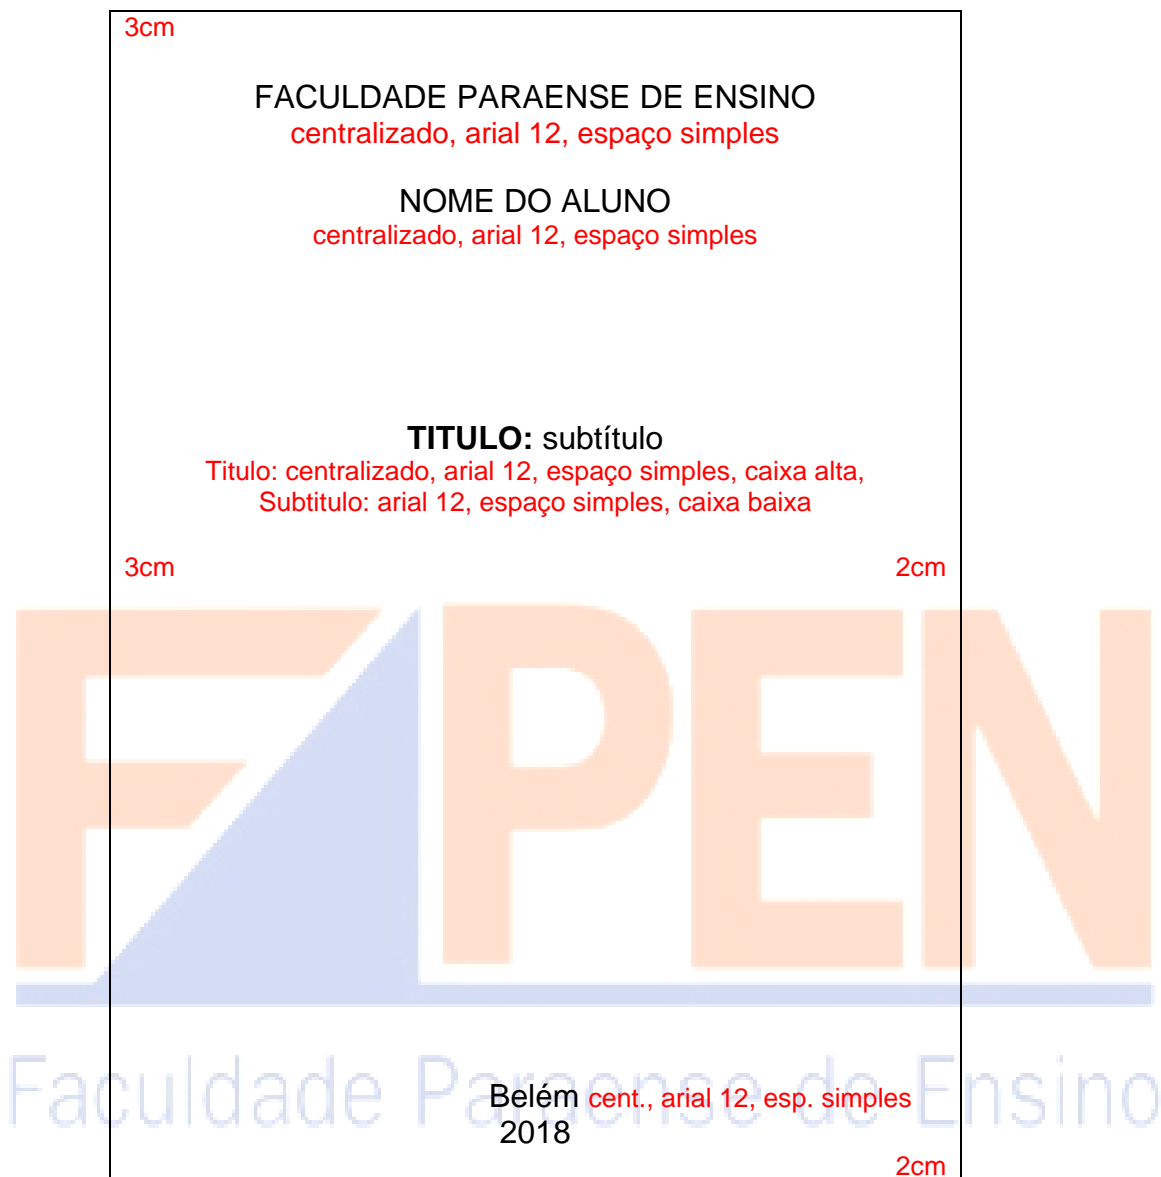 3cm
FACULDADE PARAENSE DE ENSINO
centralizado, arial 12, espaço simples
NOME DO ALUNO
centralizado, arial 12, espaço simples
TITULO: subtítulo
Titulo: centralizado, arial 12, espaço simples, caixa alta,
Subtitulo: arial 12, espaço simples, caixa baixa
3cm 2cm
FAPEN
Faculdade Paraense de Ensino
Belém cent., arial 12, esp. simples
2018
2cm